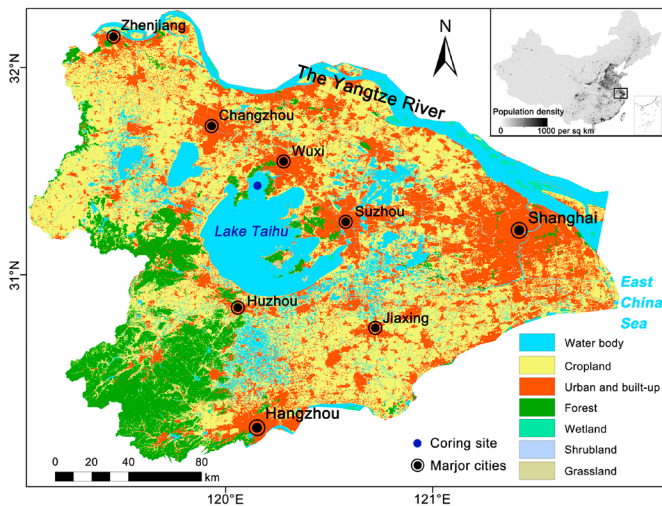 Zhenjiang
N
32°N
The Yangtze River
Population density
0
1000 per sq km
Changzhou
Wuxi
Suzhou
Shanghai
Lake Taihu
31°N
East
China
Sea
Huzhou
Jiaxing
Water body
Cropland
Urban and built-up
Forest
Wetland
Shrubland
Grassland
Hangzhou
Coring site
Marjor cities
0 20 40 80
km
120°E
121°E